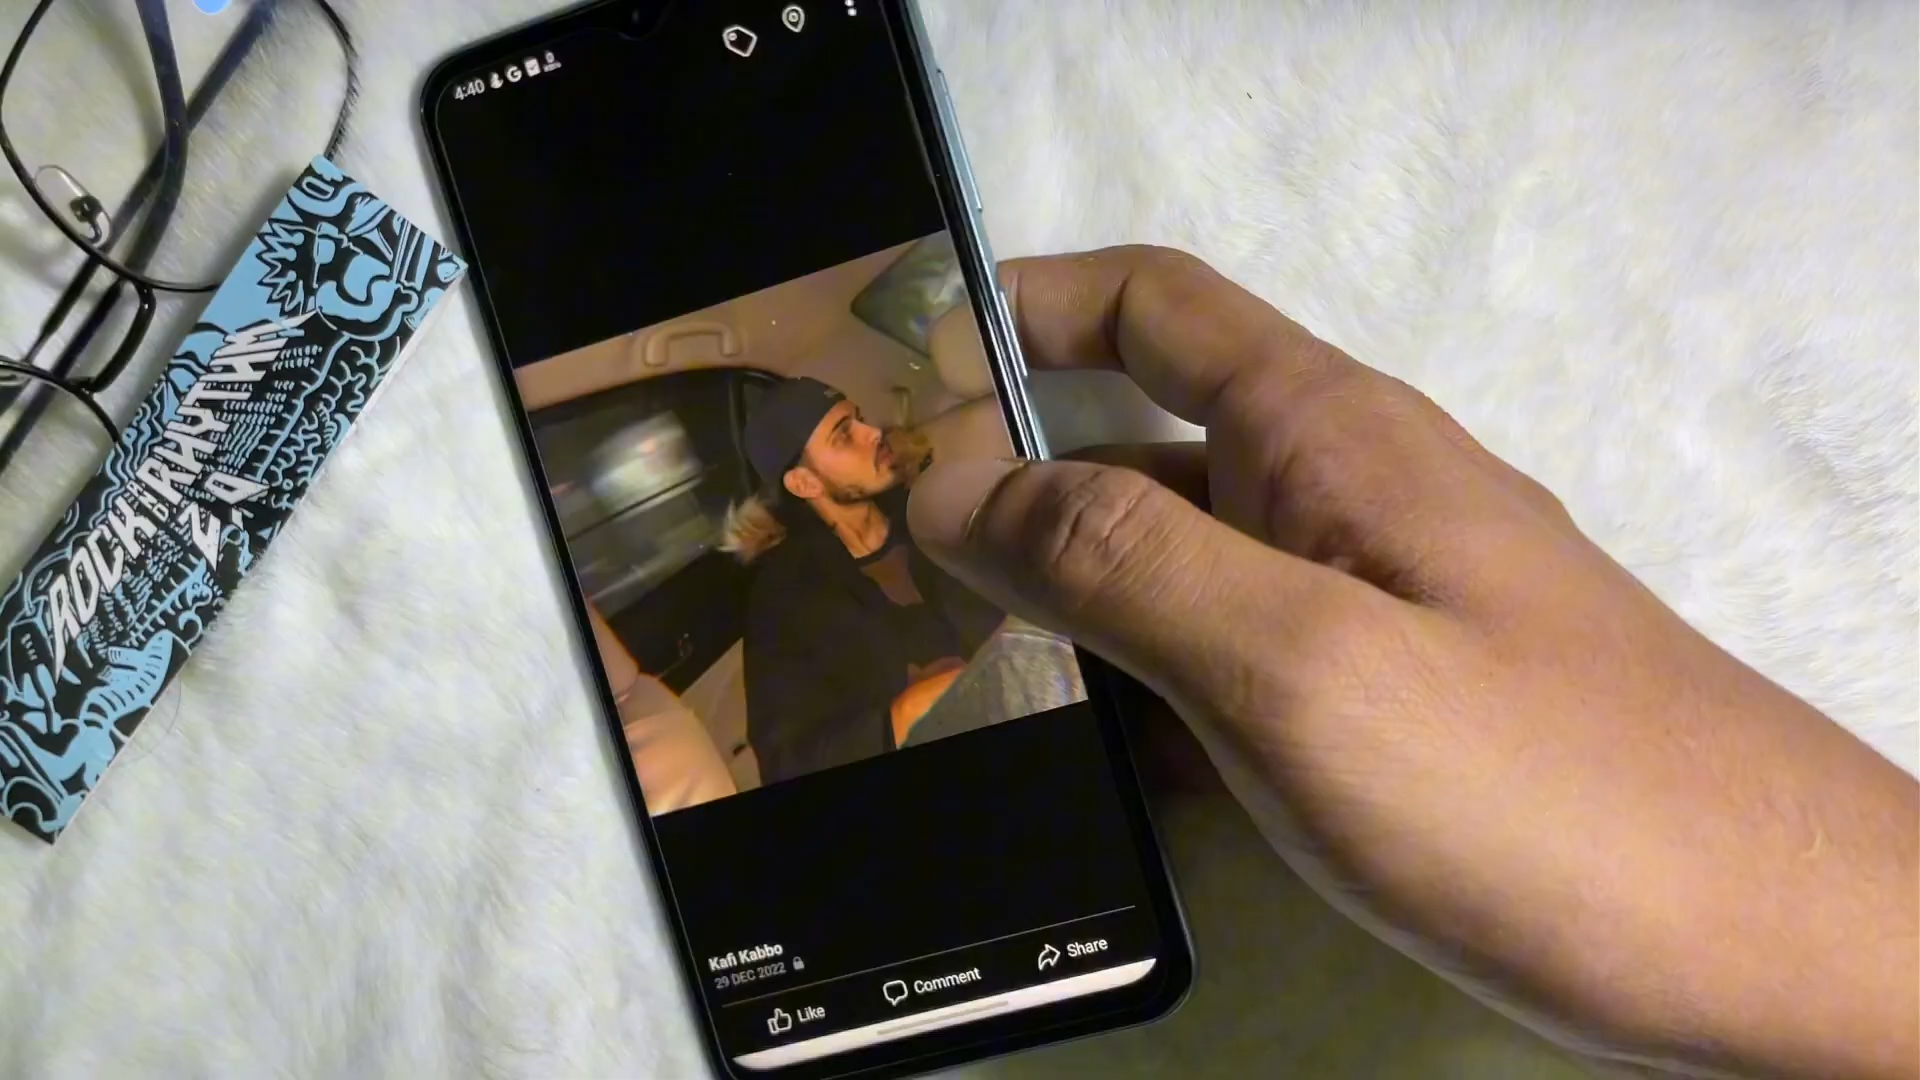 4:40
ROCK N RHYTHM
2.0
Kafi Kabbo
29 DEC 2022
Like
Comment
Share